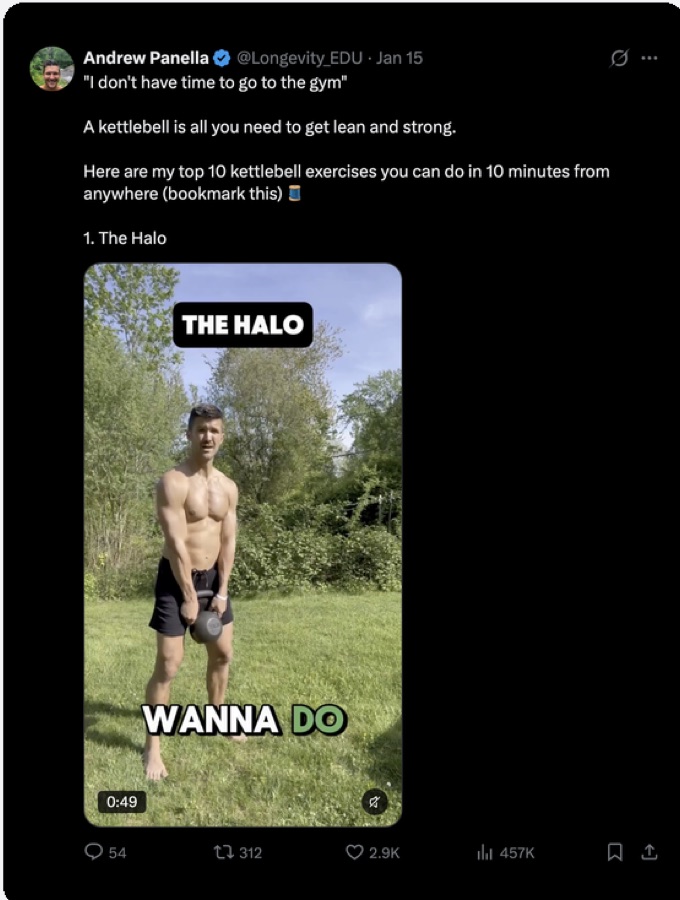 Andrew Panella @Longevity_EDU · Jan 15
"I don't have time to go to the gym"
A kettlebell is all you need to get lean and strong.
Here are my top 10 kettlebell exercises you can do in 10 minutes from
anywhere (bookmark this) 🧵
1. The Halo
THE HALO
WANNA DO
0:49
54 312 2.9K 457K